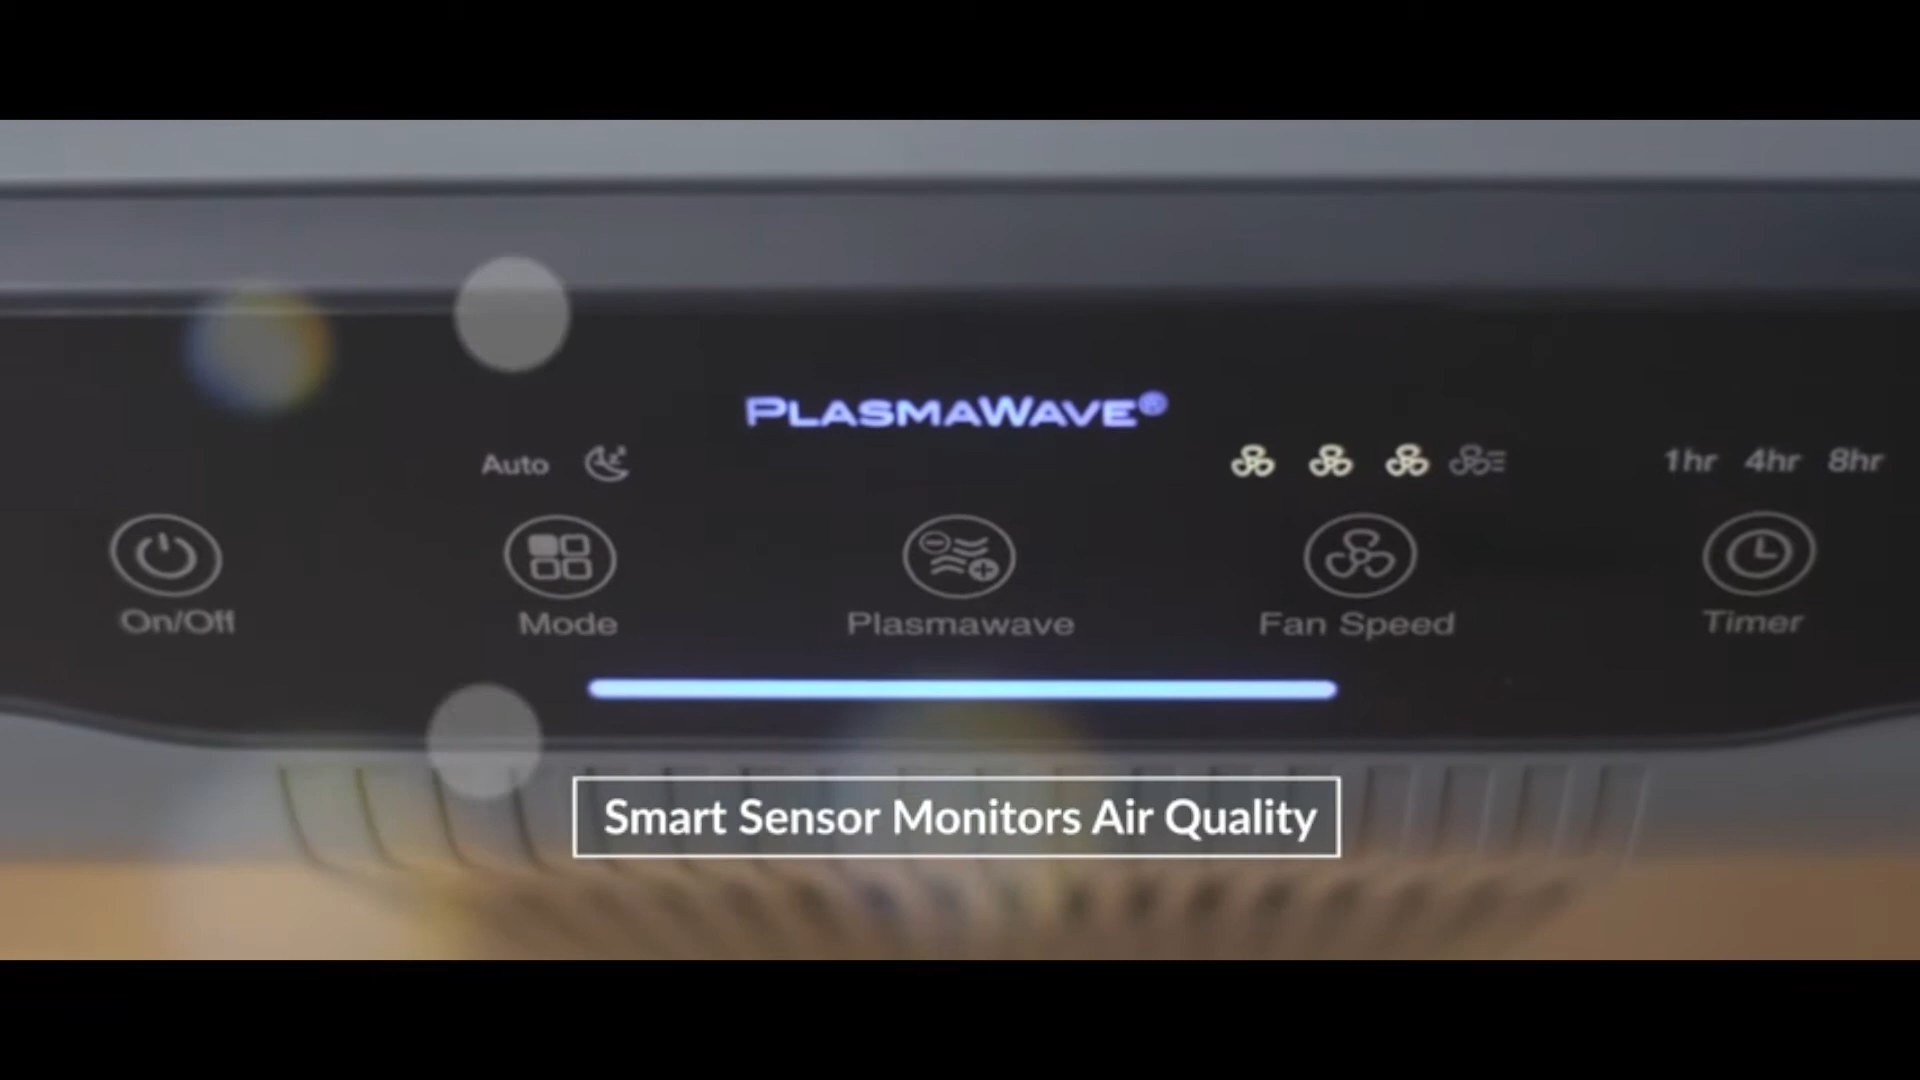 PLASMAWAVE®
Auto
1hr 4hr 8hr
On/Off
Mode
Plasmawave
Fan Speed
Timer
Smart Sensor Monitors Air Quality